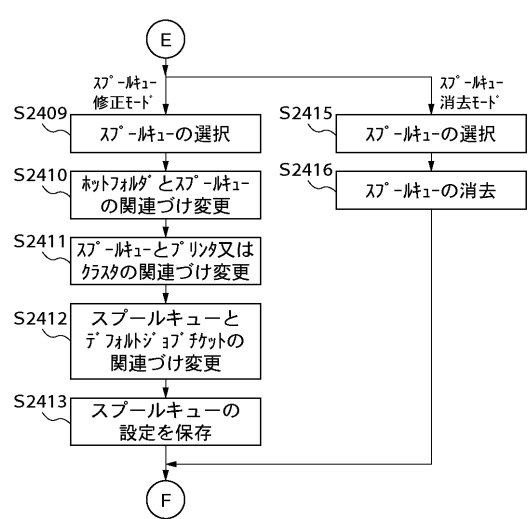 E
ｽﾌﾟｰﾙｷｭｰ
修正ﾓｰﾄﾞ
ｽﾌﾟｰﾙｷｭｰ
消去ﾓｰﾄﾞ
S2409
ｽﾌﾟｰﾙｷｭｰの選択
S2415
ｽﾌﾟｰﾙｷｭｰの選択
S2410
ﾎｯﾄﾌｫﾙﾀﾞとｽﾌﾟｰﾙｷｭｰ
の関連づけ変更
S2416
ｽﾌﾟｰﾙｷｭｰの消去
S2411
ｽﾌﾟｰﾙｷｭｰとﾌﾟﾘﾝﾀ又は
ｸﾗｽﾀの関連づけ変更
S2412
スプールキューと
ﾃﾞﾌｫﾙﾄｼﾞｮﾌﾞﾁｹｯﾄの
関連づけ変更
S2413
スプールキューの
設定を保存
F